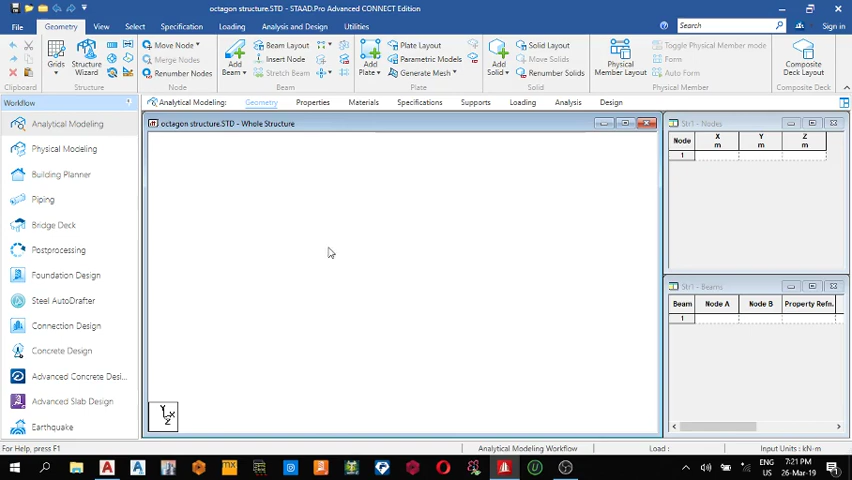 octagon structure.STD - STAAD.Pro Advanced CONNECT Edition
File Geometry View Select Specification Loading Analysis and Design Utilities Search Sign in
Move Node Beam Layout Plate Layout Solid Layout Toggle Physical Member mode
Merge Nodes Insert Node Parametric Models Move Solids Form
Renumber Nodes Stretch Beam Generate Mesh Renumber Solids Auto Form
Grids Structure Wizard Add Beam Add Plate Add Solid Physical Member Layout Composite Deck Layout
Clipboard Structure Node Beam Plate Solid Physical Member Composite Deck
Workflow Analytical Modeling: Geometry Properties Materials Specifications Supports Loading Analysis Design
Analytical Modeling
Physical Modeling
Building Planner
Piping
Bridge Deck
Postprocessing
Foundation Design
Steel AutoDrafter
Connection Design
Concrete Design
Advanced Concrete Desi...
Advanced Slab Design
Earthquake
octagon structure.STD - Whole Structure
Y
X
Z
Str1 - Nodes
Node X m Y m Z m
1
Str1 - Beams
Beam Node A Node B Property Refn.
1
For Help, press F1 Analytical Modeling Workflow Load : Input Units : kN-m
ENG 7:21 PM
US 26-Mar-19